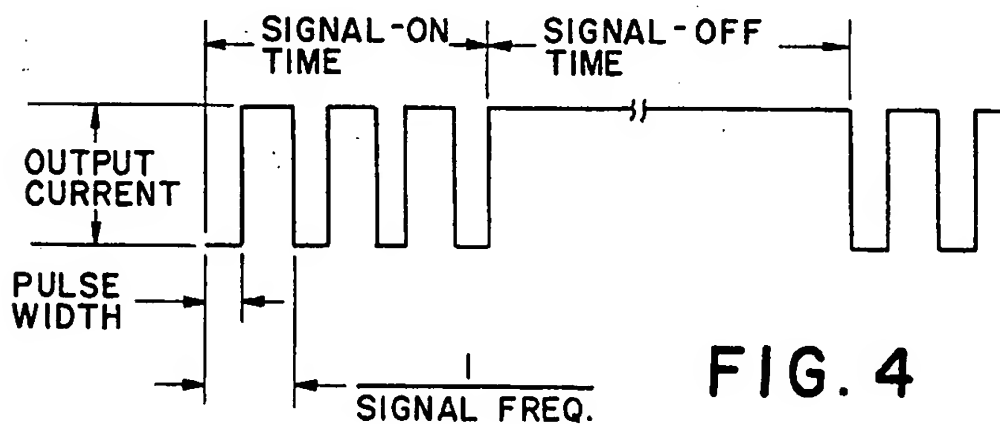 SIGNAL-ON
TIME
SIGNAL-OFF
TIME
OUTPUT
CURRENT
PULSE
WIDTH
1
SIGNAL FREQ.
FIG. 4